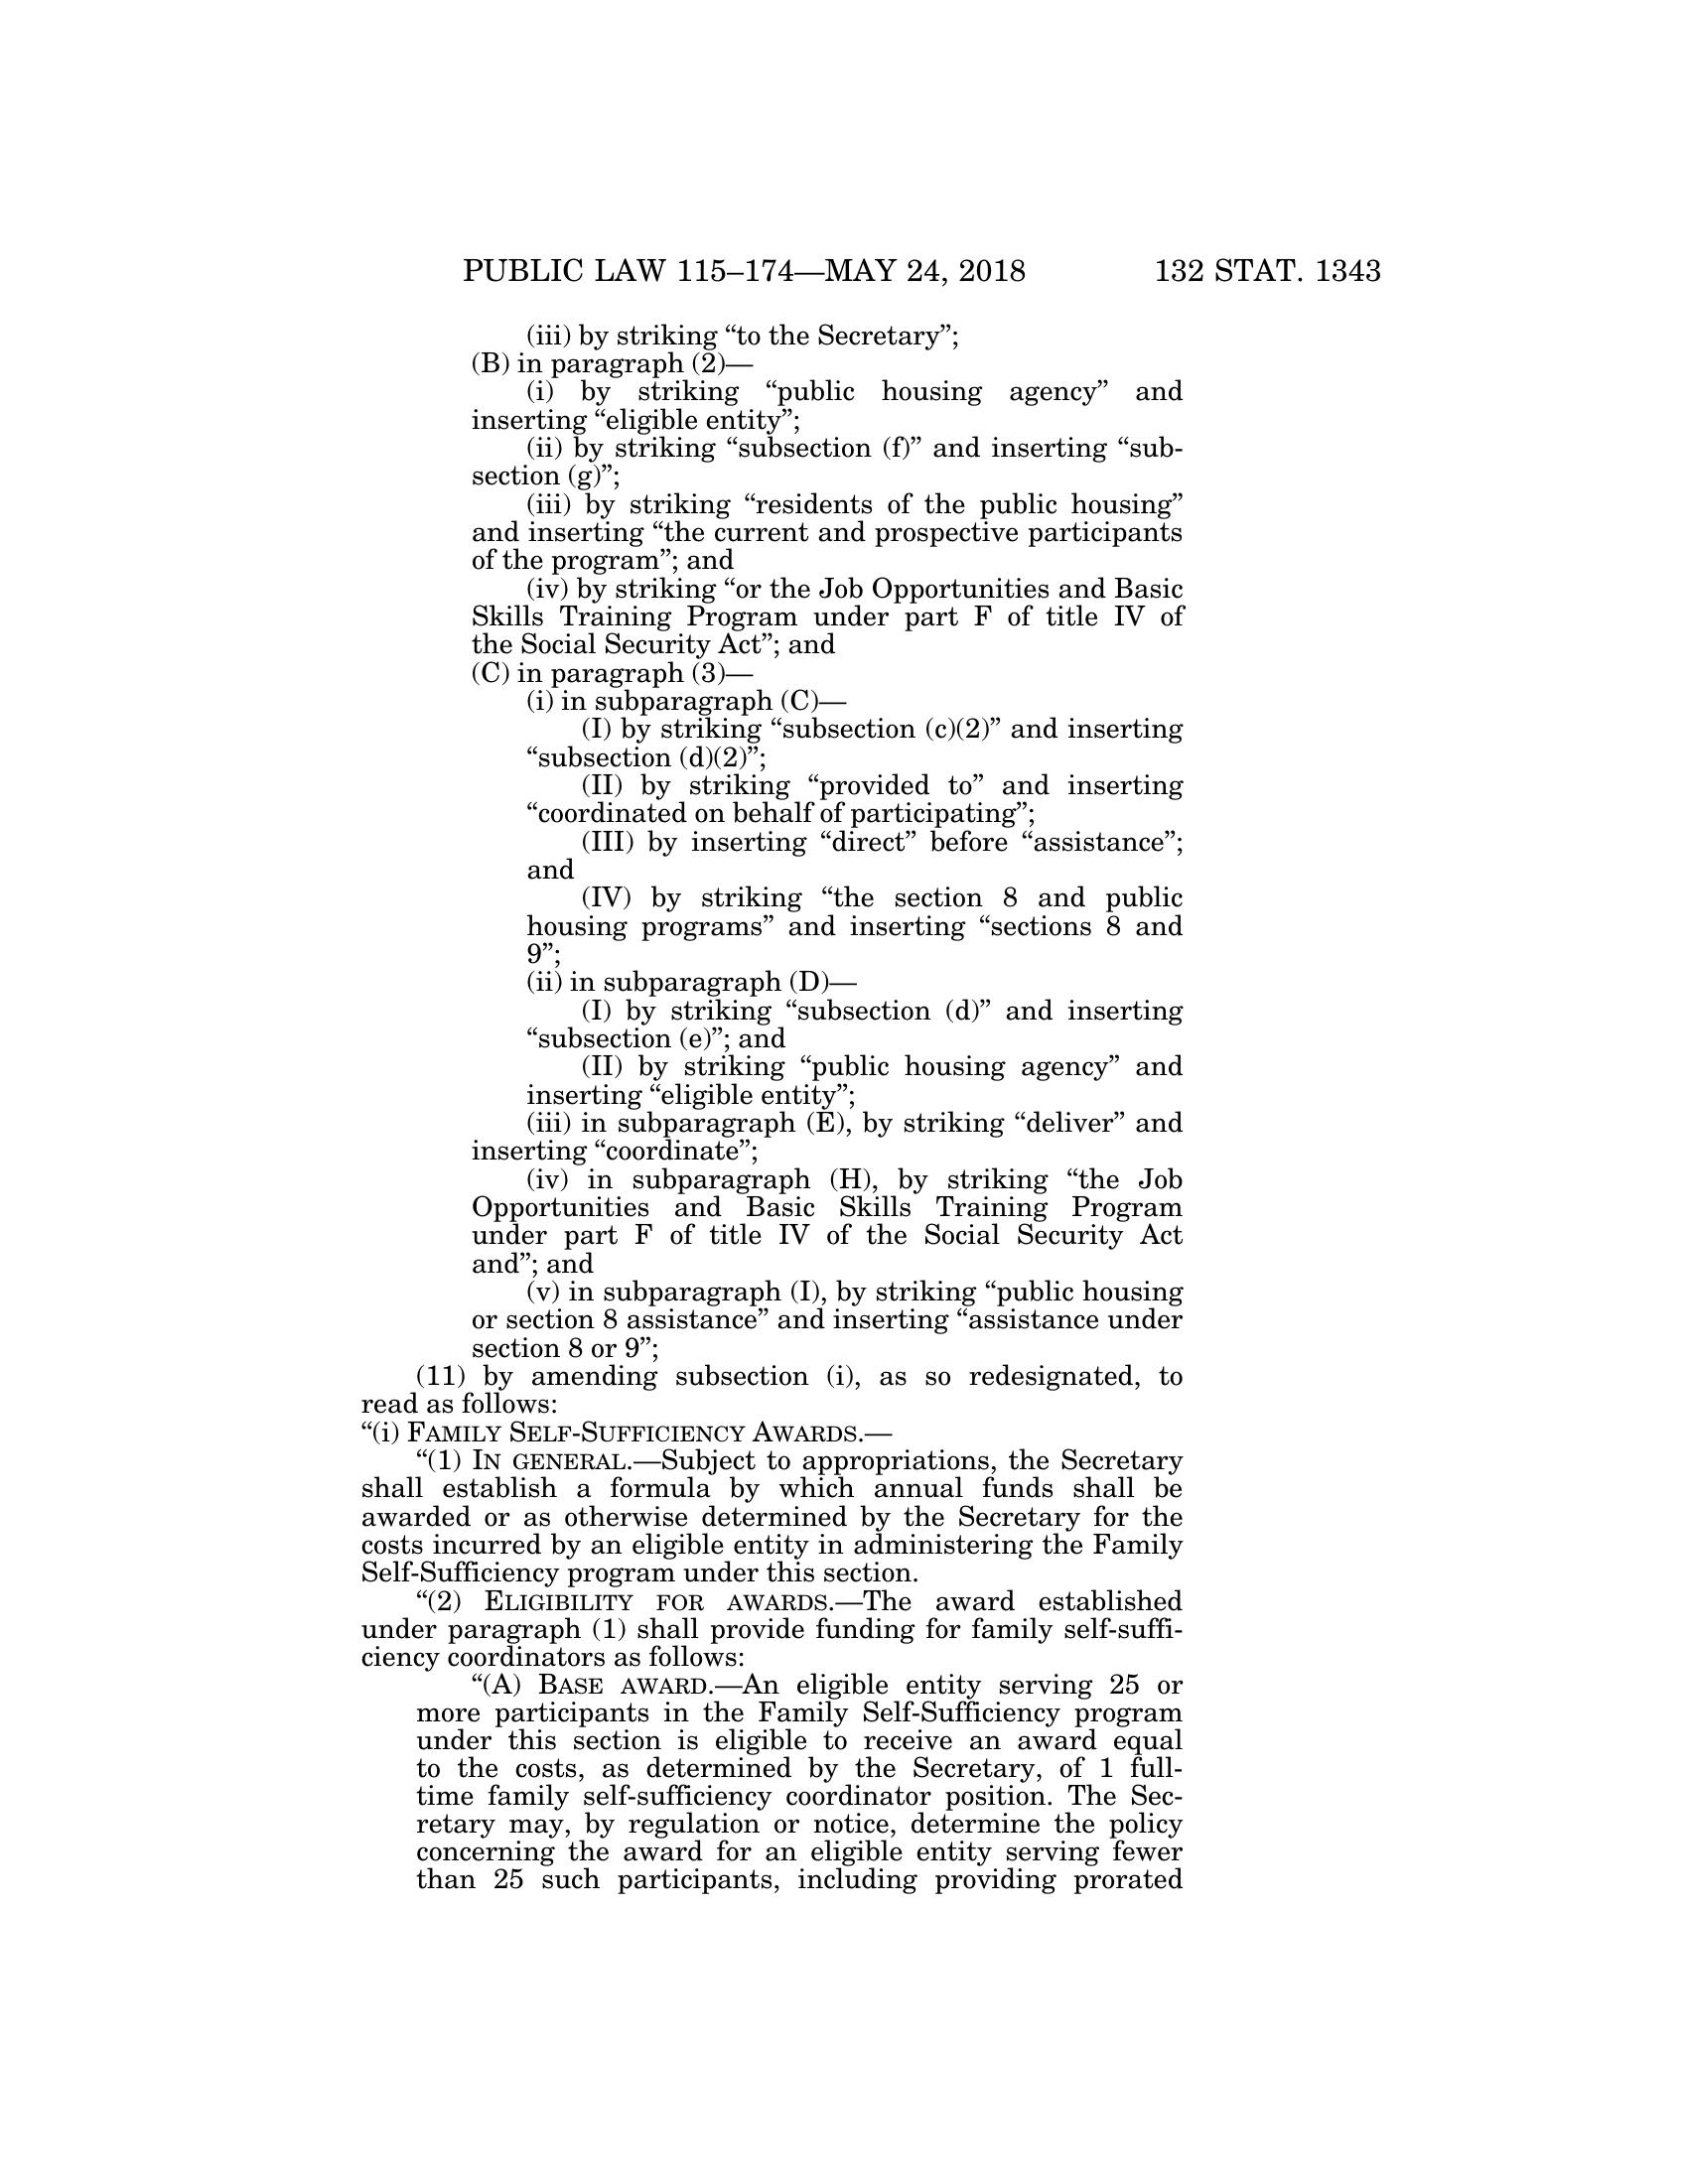 PUBLIC LAW 115–174—MAY 24, 2018 132 STAT. 1343
(iii) by striking “to the Secretary”;
(B) in paragraph (2)—
(i) by striking “public housing agency” and
inserting “eligible entity”;
(ii) by striking “subsection (f)” and inserting “sub-
section (g)”;
(iii) by striking “residents of the public housing”
and inserting “the current and prospective participants
of the program”; and
(iv) by striking “or the Job Opportunities and Basic
Skills Training Program under part F of title IV of
the Social Security Act”; and
(C) in paragraph (3)—
(i) in subparagraph (C)—
(I) by striking “subsection (c)(2)” and inserting
“subsection (d)(2)”;
(II) by striking “provided to” and inserting
“coordinated on behalf of participating”;
(III) by inserting “direct” before “assistance”;
and
(IV) by striking “the section 8 and public
housing programs” and inserting “sections 8 and
9”;
(ii) in subparagraph (D)—
(I) by striking “subsection (d)” and inserting
“subsection (e)”; and
(II) by striking “public housing agency” and
inserting “eligible entity”;
(iii) in subparagraph (E), by striking “deliver” and
inserting “coordinate”;
(iv) in subparagraph (H), by striking “the Job
Opportunities and Basic Skills Training Program
under part F of title IV of the Social Security Act
and”; and
(v) in subparagraph (I), by striking “public housing
or section 8 assistance” and inserting “assistance under
section 8 or 9”;
(11) by amending subsection (i), as so redesignated, to
read as follows:
“(i) FAMILY SELF-SUFFICIENCY AWARDS.—
“(1) IN GENERAL.—Subject to appropriations, the Secretary
shall establish a formula by which annual funds shall be
awarded or as otherwise determined by the Secretary for the
costs incurred by an eligible entity in administering the Family
Self-Sufficiency program under this section.
“(2) ELIGIBILITY FOR AWARDS.—The award established
under paragraph (1) shall provide funding for family self-suffi-
ciency coordinators as follows:
“(A) BASE AWARD.—An eligible entity serving 25 or
more participants in the Family Self-Sufficiency program
under this section is eligible to receive an award equal
to the costs, as determined by the Secretary, of 1 full-
time family self-sufficiency coordinator position. The Sec-
retary may, by regulation or notice, determine the policy
concerning the award for an eligible entity serving fewer
than 25 such participants, including providing prorated